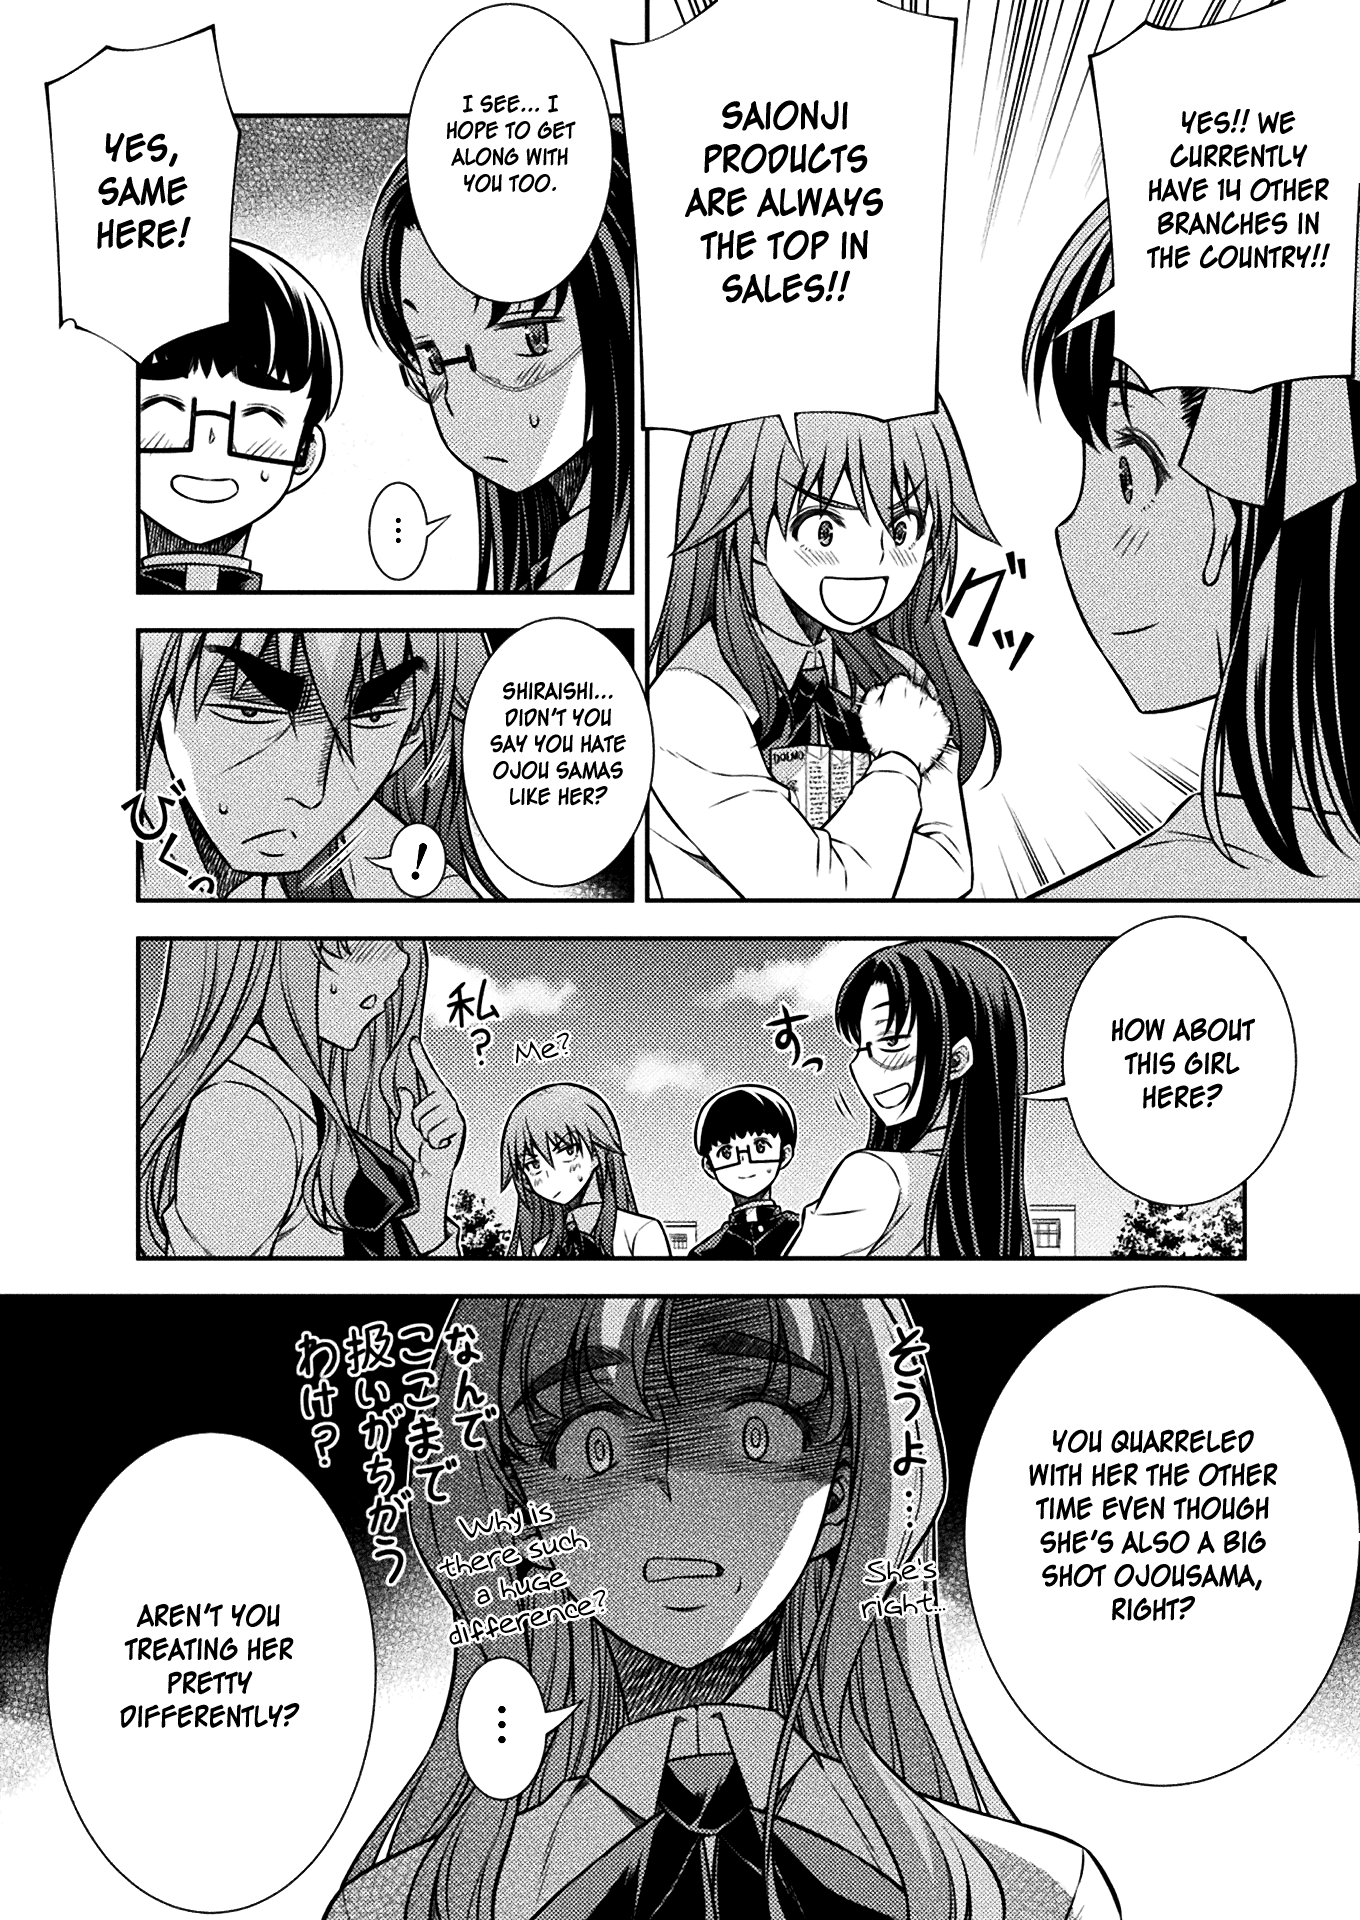 YES!! WE
CURRENTLY
HAVE 14 OTHER
BRANCHES IN
THE COUNTRY!!
SAIONJI
PRODUCTS
ARE ALWAYS
THE TOP IN
SALES!!
DOLMO
グッ
I SEE... I
HOPE TO GET
ALONG WITH
YOU TOO.
YES,
SAME
HERE!
...
SHIRAISHI...
DIDN'T YOU
SAY YOU HATE
OJOU SAMAS
LIKE HER?
!
びくっ
HOW ABOUT
THIS GIRL
HERE?
すっ
私?
Me?
YOU QUARRELED
WITH HER THE OTHER
TIME EVEN THOUGH
SHE'S ALSO A BIG
SHOT OJOUSAMA,
RIGHT?
そうよ……
She's
right...
なんで
ここまで
扱いがちがう
わけ?
Why is
there such
a huge
difference?
...
AREN'T YOU
TREATING HER
PRETTY
DIFFERENTLY?